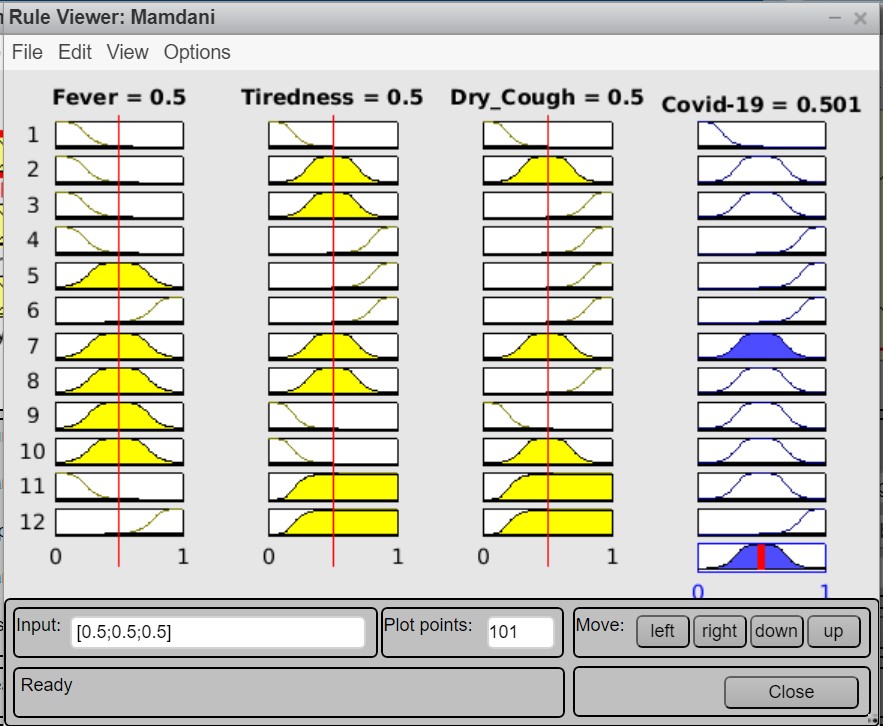 Rule Viewer: Mamdani
File Edit View Options
Fever = 0.5 Tiredness = 0.5 Dry_Cough = 0.5 Covid-19 = 0.501
1
2
3
4
5
6
7
8
9
10
11
12
0 1 0 1 0 1
0 1
Input: [0.5;0.5;0.5] Plot points: 101 Move: left right down up
Ready Close